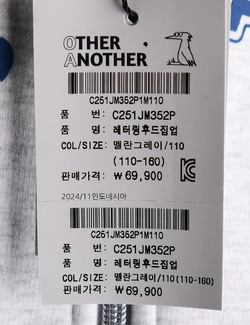 OTHER
ANOTHER
C251JM352P1M110
품 번: C251JM352P
품 명: 레터링후드집업
COL/SIZE: 멜란그레이/110
(110-160)
판매가격: ₩69,900
2024/11인도네시아
C251JM352P1M110
품 번: C251JM352P
품 명: 레터링후드집업
COL/SIZE: 멜란그레이/110(110-160)
판매가격: ₩69,900